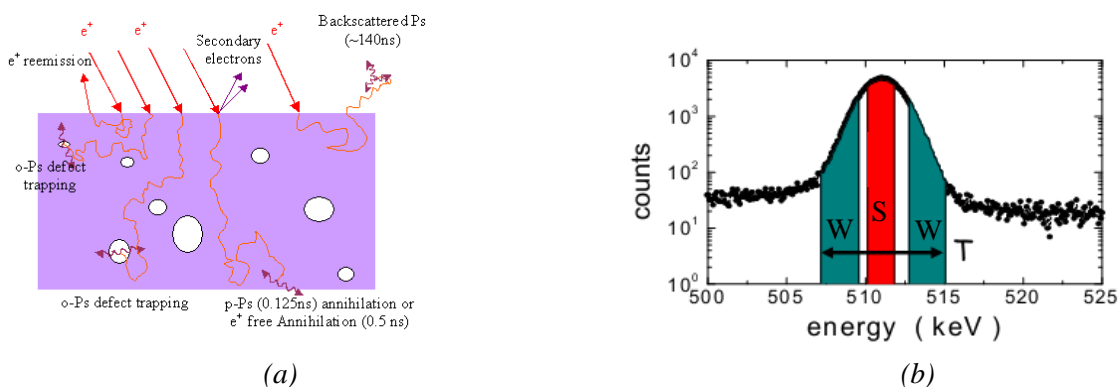 e+ e+ e+ e+
Backscattered Ps
(~140ns)
e+ reemission
Secondary
electrons
o-Ps defect
trapping
o-Ps defect trapping
p-Ps (0.125ns) annihilation or
e+ free Annihilation (0.5 ns)
(a)
counts
10^4
10^3
10^2
10^1
10^0
W S W T
500 505 510 515 520 525
energy ( keV )
(b)